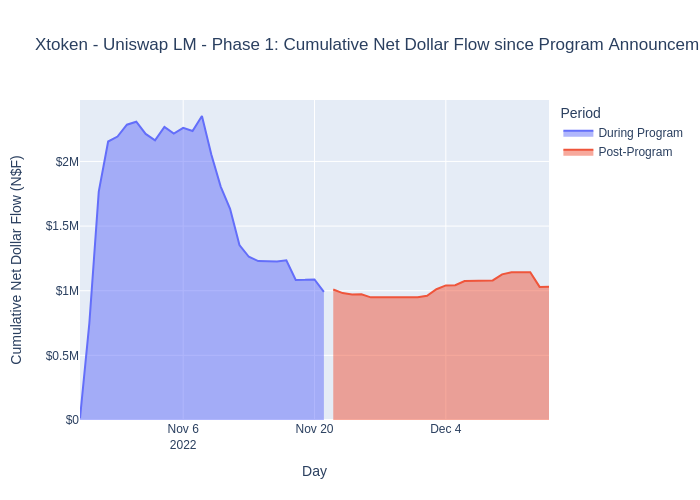 Xtoken - Uniswap LM - Phase 1: Cumulative Net Dollar Flow since Program Announcem
Period
During Program
Post-Program
Cumulative Net Dollar Flow (N$F)
$2M
$1.5M
$1M
$0.5M
$0
Nov 6
2022
Nov 20
Dec 4
Day